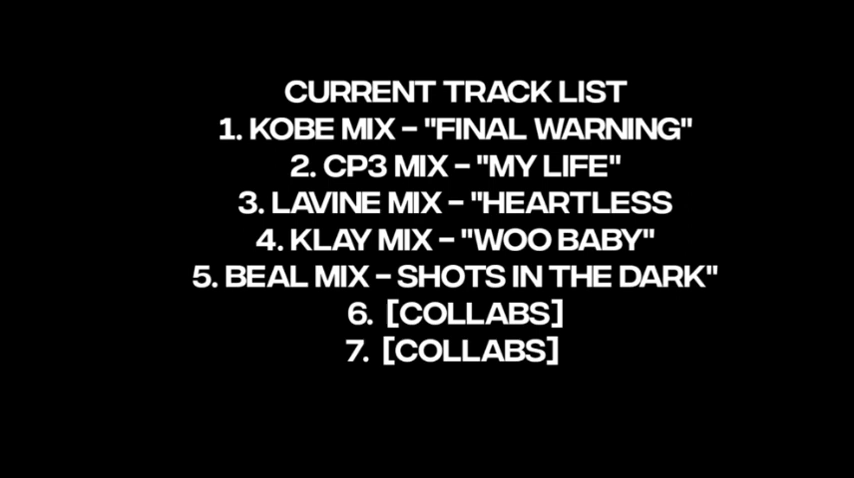 CURRENT TRACK LIST
1. KOBE MIX - "FINAL WARNING"
2. CP3 MIX - "MY LIFE"
3. LAVINE MIX - "HEARTLESS
4. KLAY MIX - "WOO BABY"
5. BEAL MIX - SHOTS IN THE DARK"
6. [COLLABS]
7. [COLLABS]